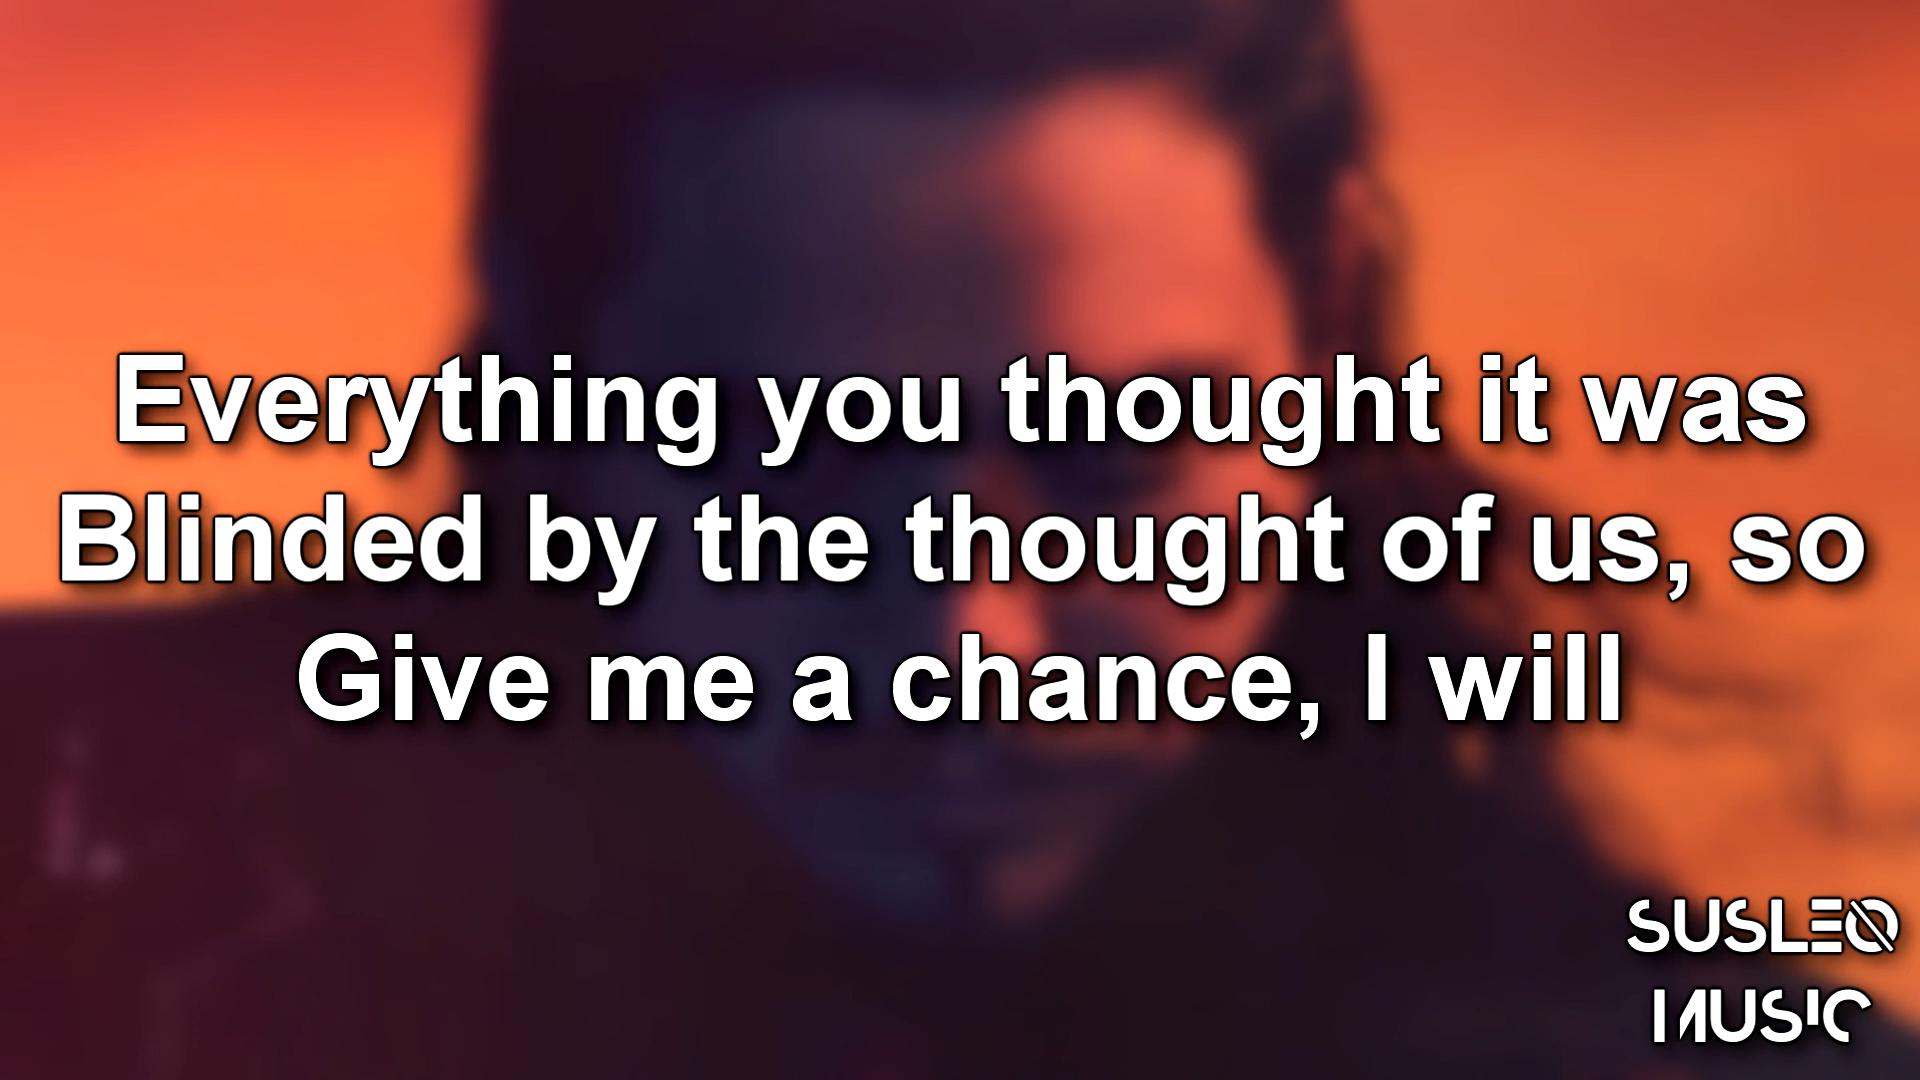 Everything you thought it was
Blinded by the thought of us, so
Give me a chance, I will
SUSLEO
MUSIC